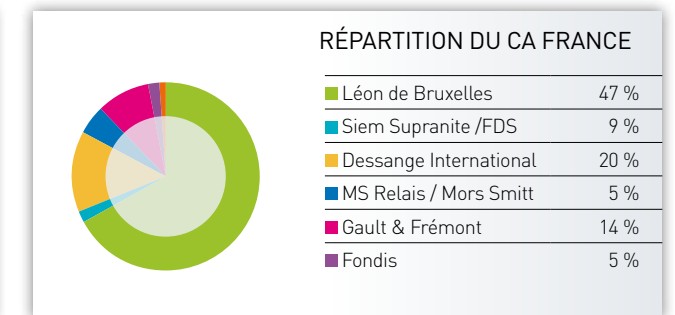 RÉPARTITION DU CA FRANCE
Léon de Bruxelles 47 %
Siem Supranite /FDS 9 %
Dessange International 20 %
MS Relais / Mors Smitt 5 %
Gault & Frémont 14 %
Fondis 5 %